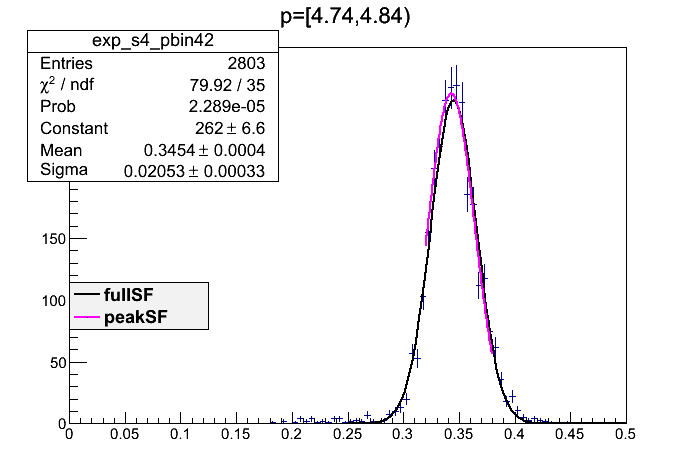 p=[4.74,4.84)
exp_s4_pbin42
Entries 2803
χ² / ndf 79.92 / 35
Prob 2.289e-05
Constant 262 ± 6.6
Mean 0.3454 ± 0.0004
Sigma 0.02053 ± 0.00033
150
100
fullSF
peakSF
50
0
0 0.05 0.1 0.15 0.2 0.25 0.3 0.35 0.4 0.45 0.5